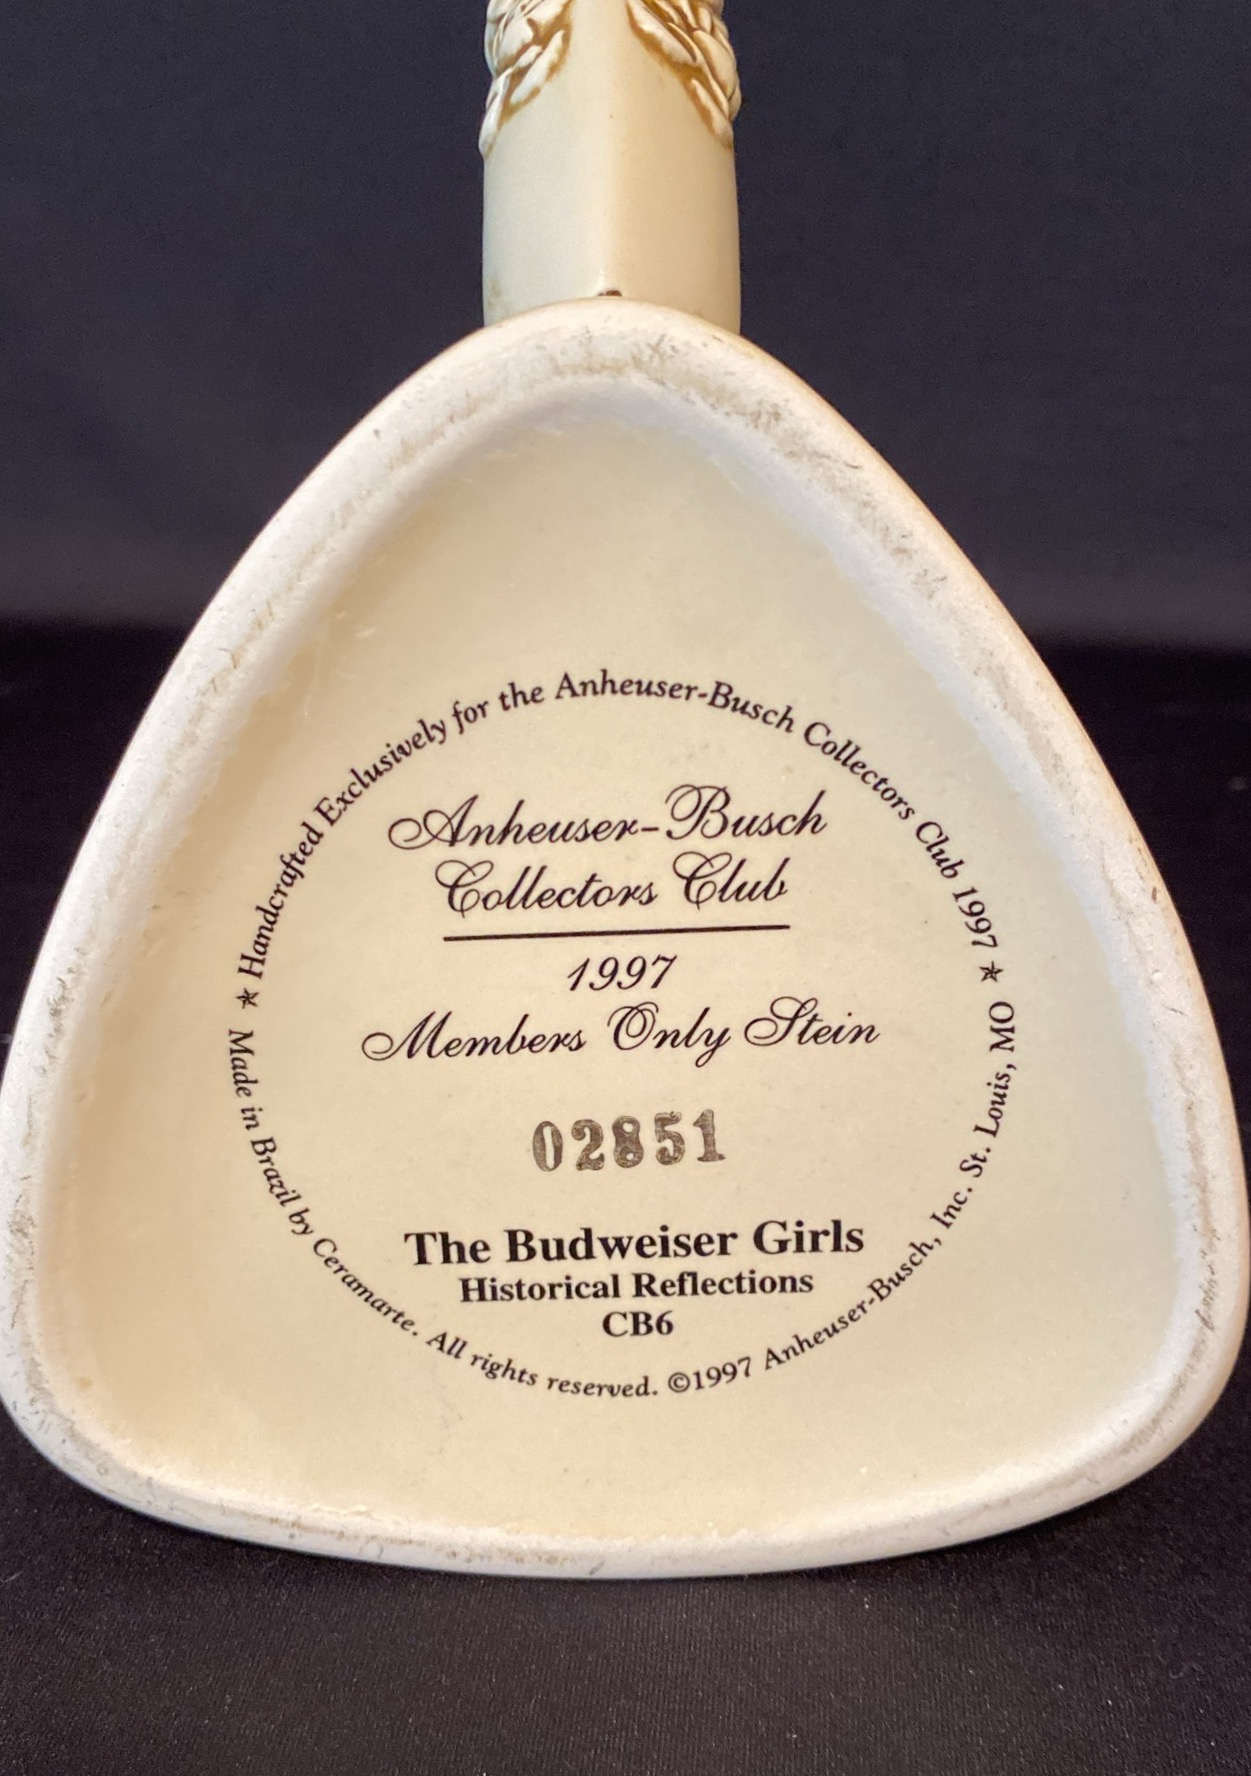 ★ Handcrafted Exclusively for the Anheuser-Busch Collectors Club 1997 ★
Anheuser-Busch
Collectors Club
1997
Members Only Stein
02851
The Budweiser Girls
Historical Reflections
CB6
Made in Brazil by Ceramarte. All rights reserved. ©1997 Anheuser-Busch, Inc. St. Louis, MO